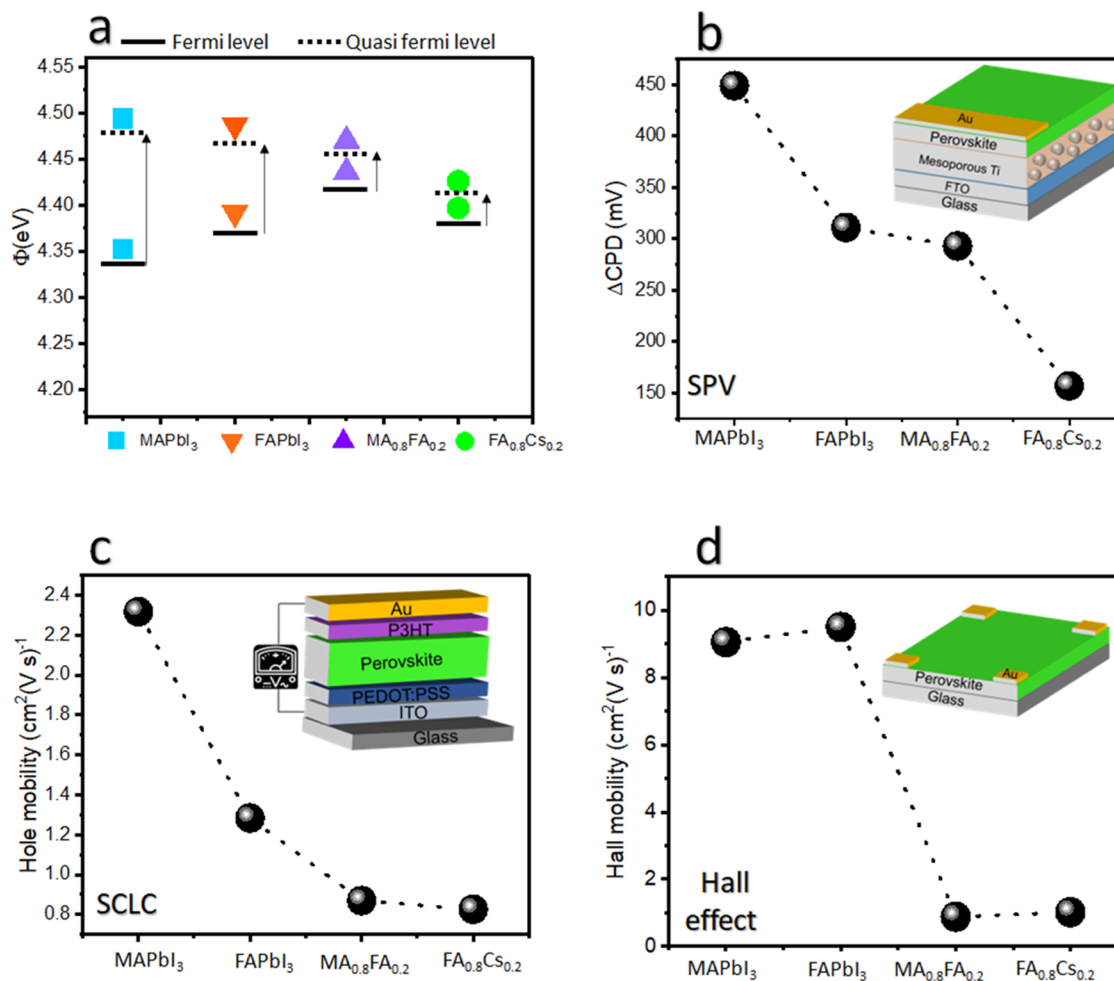 a
Fermi level
Quasi fermi level
4.55
4.50
4.45
4.40
4.35
4.30
4.25
4.20
Φ(eV)
MAPbI₃
FAPbI₃
MA₀.₈FA₀.₂
FA₀.₈Cs₀.₂
b
450
400
350
300
250
200
150
ΔCPD (mV)
Au
Perovskite
Mesoporous Ti
FTO
Glass
SPV
MAPbI₃
FAPbI₃
MA₀.₈FA₀.₂
FA₀.₈Cs₀.₂
c
2.4
2.2
2.0
1.8
1.6
1.4
1.2
1.0
0.8
Hole mobility (cm²(V s)⁻¹
Au
P3HT
Perovskite
PEDOT:PSS
ITO
Glass
V
SCLC
MAPbI₃
FAPbI₃
MA₀.₈FA₀.₂
FA₀.₈Cs₀.₂
d
10
8
6
4
2
0
Hall mobility (cm²(V s)⁻¹
Au
Perovskite
Glass
Hall
effect
MAPbI₃
FAPbI₃
MA₀.₈FA₀.₂
FA₀.₈Cs₀.₂